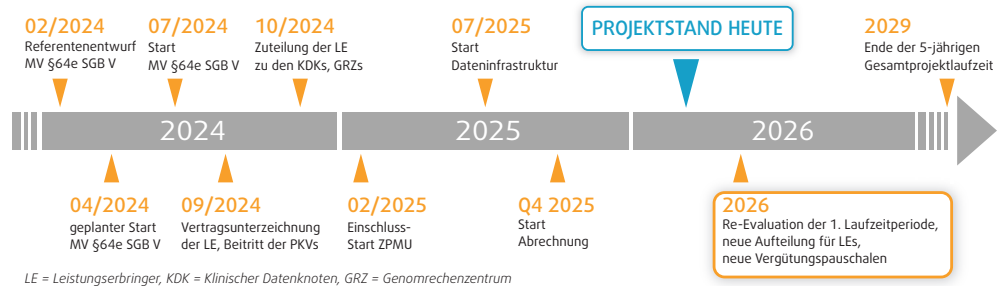 02/2024
Referentenentwurf
MV §64e SGB V
07/2024
Start
MV §64e SGB V
10/2024
Zuteilung der LE
zu den KDKs, GRZs
07/2025
Start
Dateninfrastruktur
PROJEKTSTAND HEUTE
2029
Ende der 5-jährigen
Gesamtprojektlaufzeit
2024
2025
2026
04/2024
geplanter Start
MV §64e SGB V
09/2024
Vertragsunterzeichnung
der LE, Beitritt der PKVs
02/2025
Einschluss-
Start ZPMU
Q4 2025
Start
Abrechnung
2026
Re-Evaluation der 1. Laufzeitperiode,
neue Aufteilung für LEs,
neue Vergütungspauschalen
LE = Leistungserbringer, KDK = Klinischer Datenknoten, GRZ = Genomrechenzentrum